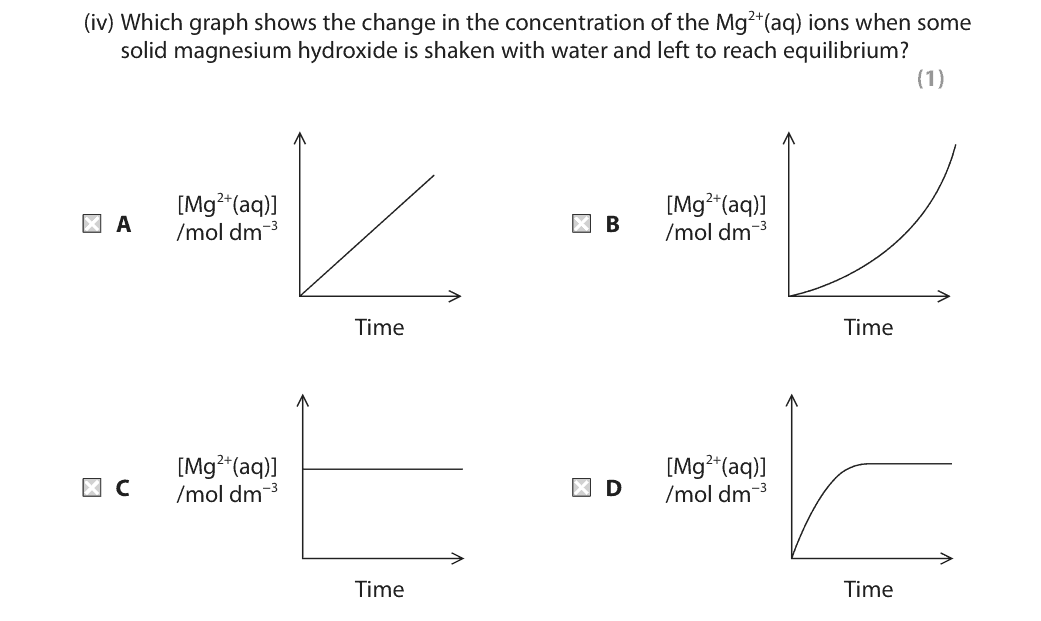 (iv) Which graph shows the change in the concentration of the Mg²⁺(aq) ions when some
solid magnesium hydroxide is shaken with water and left to reach equilibrium?
(1)
A
[Mg²⁺(aq)]
/mol dm⁻³
Time
B
[Mg²⁺(aq)]
/mol dm⁻³
Time
C
[Mg²⁺(aq)]
/mol dm⁻³
Time
D
[Mg²⁺(aq)]
/mol dm⁻³
Time